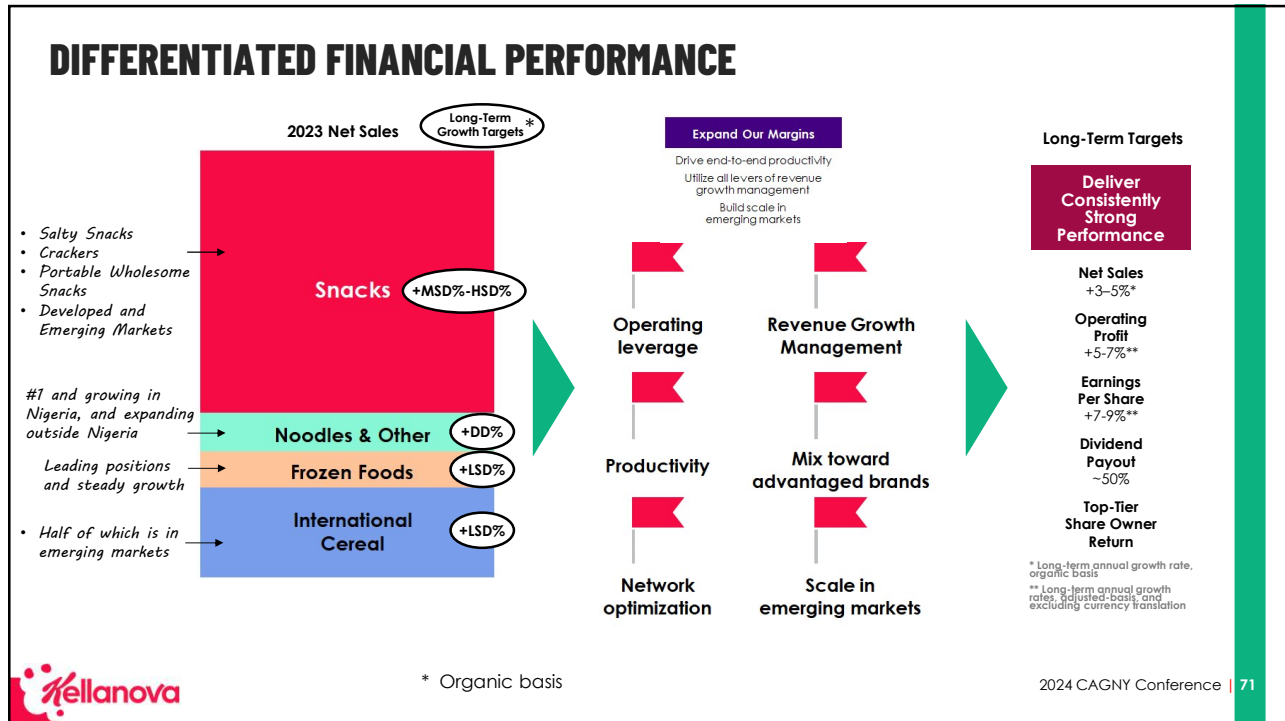 DIFFERENTIATED FINANCIAL PERFORMANCE
2023 Net Sales
Long-Term
Growth Targets *
• Salty Snacks
• Crackers
• Portable Wholesome
Snacks
• Developed and
Emerging Markets
Snacks
+MSD%-HSD%
#1 and growing in
Nigeria, and expanding
outside Nigeria
Noodles & Other
+DD%
Leading positions
and steady growth
Frozen Foods
+LSD%
• Half of which is in
emerging markets
International
Cereal
+LSD%
Expand Our Margins
Drive end-to-end productivity
Utilize all levers of revenue
growth management
Build scale in
emerging markets
Operating
leverage
Revenue Growth
Management
Productivity
Mix toward
advantaged brands
Network
optimization
Scale in
emerging markets
Long-Term Targets
Deliver
Consistently
Strong
Performance
Net Sales
+3–5%*
Operating
Profit
+5-7%**
Earnings
Per Share
+7-9%**
Dividend
Payout
~50%
Top-Tier
Share Owner
Return
* Long-term annual growth rate,
organic basis
** Long-term annual growth
rates, adjusted-basis, and
excluding currency translation
Kellanova
* Organic basis
2024 CAGNY Conference | 71